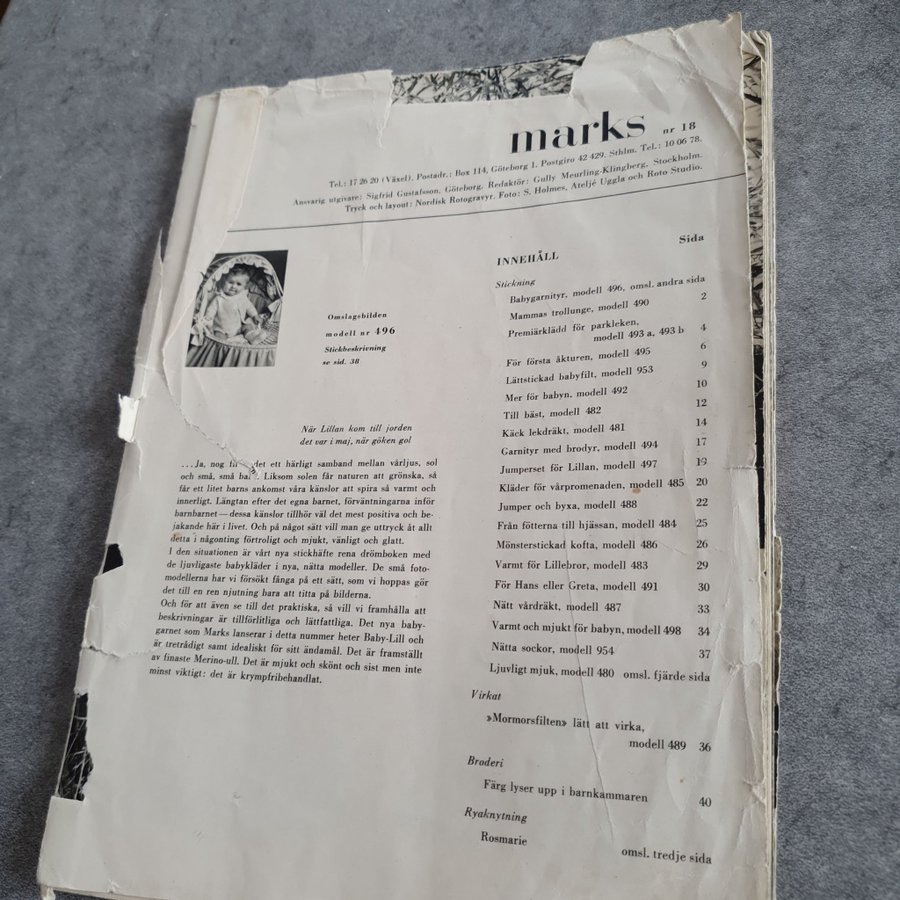 marks nr 18
Tel.: 17 26 20 (Växel), Postadr.: Box 114, Göteborg 1, Postgiro 42 429. Sthlm. Tel.: 10 06 78.
Ansvarig utgivare: Sigfrid Gustafsson, Göteborg. Redaktör: Gully Meurling-Klingberg, Stockholm.
Tryck och layout: Nordisk Rotogravyr. Foto: S. Holmes, Ateljé Uggla och Roto Studio.
Omslagsbilden
modell nr 496
Stickbeskrivning
se sid. 38
När Lillan kom till jorden
det var i maj, när göken gol
...Ja, nog det ett härligt samband mellan vårljus, sol
och små, små Liksom solen får naturen att grönska, så
får ett litet barns ankomst våra känslor att spira så varmt och
innerligt. Längtan efter det egna barnet, förväntningarna inför
barnbarnet — dessa känslor tillhör väl det mest positiva och be-
jakande här i livet. Och på något sätt vill man ge uttryck åt allt
detta i någonting förtroligt och mjukt, vänligt och glatt.
I den situationen är vårt nya stickhäfte rena drömboken med
de ljuvligaste babykläder i nya, nätta modeller. De små foto-
modellerna har vi försökt fånga på ett sätt, som vi hoppas gör
det till en ren njutning bara att titta på bilderna.
Och för att även se till det praktiska, så vill vi framhålla att
beskrivningar är tillförlitliga och lättfattliga. Det nya baby-
garnet som Marks lanserar i detta nummer heter Baby-Lill och
är tretrådigt samt idealiskt för sitt ändamål. Det är framställt
av finaste Merino-ull. Det är mjukt och skönt och sist men inte
minst viktigt: det är krympfribehandlat.
INNEHÅLL Sida
Stickning
Babygarnityr, modell 496, omsl. andra sida
Mammas trollunge, modell 490 2
Premiärklädd för parkleken,
modell 493 a, 493 b 4
För första åkturen, modell 495 6
Lättstickad babyfilt, modell 953 9
Mer för babyn, modell 492 10
Till bäst, modell 482 12
Käck lekdräkt, modell 481 14
Garnityr med brodyr, modell 494 17
Jumperset för Lillan, modell 497 19
Kläder för vårpromenaden, modell 485 20
Jumper och byxa, modell 488 22
Från fötterna till hjässan, modell 484 25
Mönsterstickad kofta, modell 486 26
Varmt för Lillebror, modell 483 29
För Hans eller Greta, modell 491 30
Nätt vårdräkt, modell 487 33
Varmt och mjukt för babyn, modell 498 34
Nätta sockor, modell 954 37
Ljuvligt mjuk, modell 480 omsl. fjärde sida
Virkat
»Mormorsfilten» lätt att virka,
modell 489 36
Broderi
Färg lyser upp i barnkammaren 40
Ryaknytning
Rosmarie omsl. tredje sida